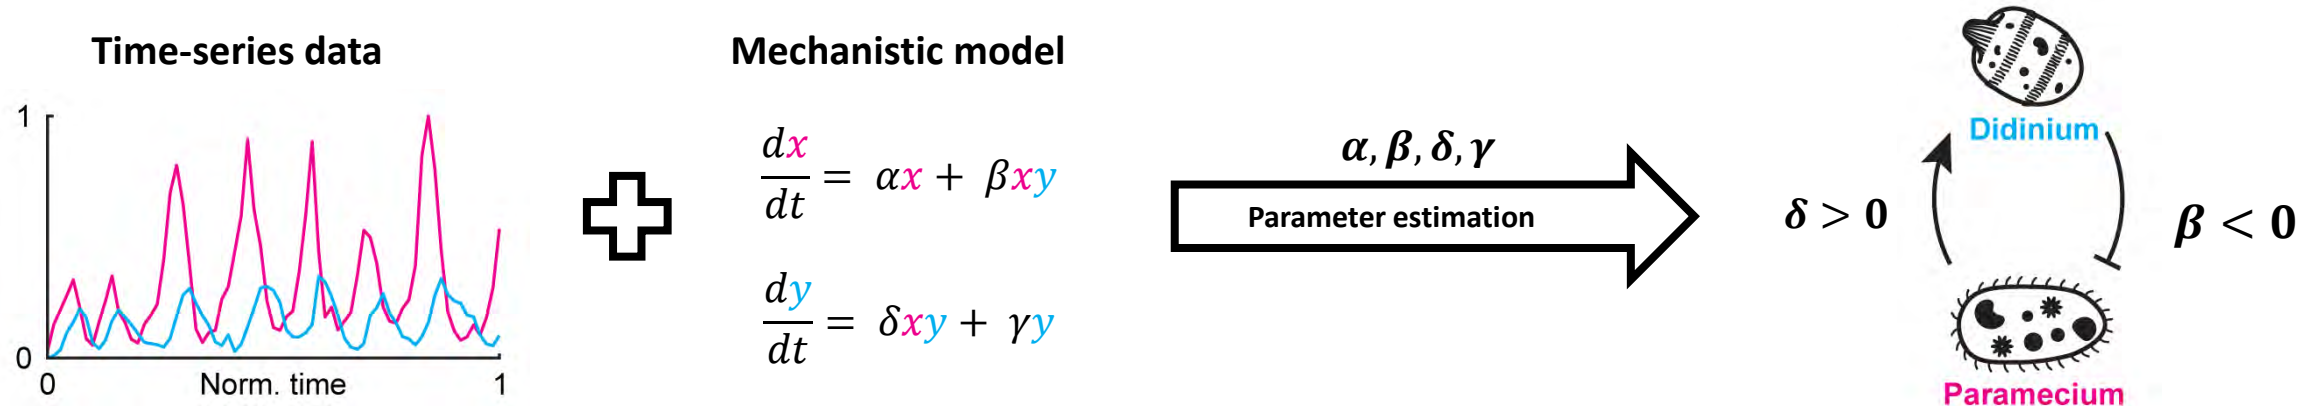 Time-series data
1
0
0
Norm. time
1
Mechanistic model
dx/dt = αx + βxy
dy/dt = δxy + γy
α, β, δ, γ
Parameter estimation
Didinium
δ > 0
β < 0
Paramecium